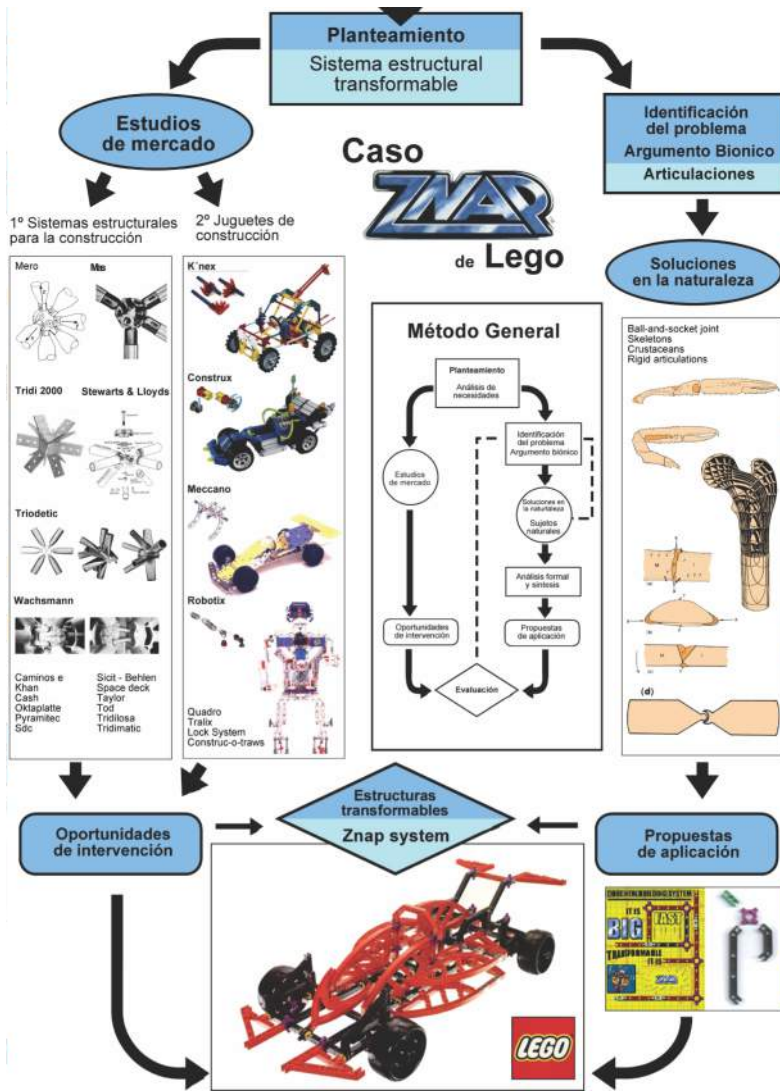 Planteamiento
Sistema estructural
transformable
Estudios
de mercado
Identificación
del problema
Argumento Bionico
Articulaciones
Caso
ZNAP
de Lego
1º Sistemas estructurales
para la construcción
2º Juguetes de
construcción
Soluciones
en la naturaleza
Mero
Mas
Tridi 2000
Stewarts & Lloyds
Triodetic
Wachsmann
Caminos e
Khan
Cash
Oktaplatte
Pyramitec
Sdc
Sicit - Behlen
Space deck
Taylor
Tod
Tridilosa
Tridimatic
K´nex
Construx
Meccano
Robotix
Quadro
Tralix
Lock System
Construc-o-traws
Método General
Planteamiento
Análisis de
necesidades
Identificación
del problema
Argumento biónico
Estudios
de mercado
Soluciones en
la naturaleza
Sujetos
naturales
Análisis formal
y síntesis
Oportunidades
de intervención
Propuestas
de aplicación
Evaluación
Ball-and-socket joint
Skeletons
Crustaceans
Rigid articulations
(d)
Oportunidades
de intervención
Estructuras
transformables
Znap system
Propuestas
de aplicación
IT IS
BIG
FAST
TRANSFORMABLE
IT IS
LEGO